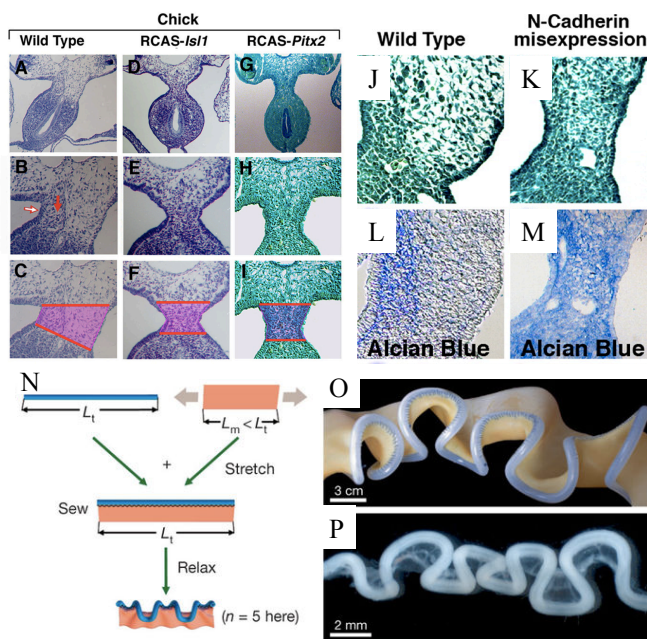 Chick
Wild Type
RCAS-Isl1
RCAS-Pitx2
A
D
G
B
E
H
C
F
I
Wild Type
N-Cadherin
misexpression
J
K
L
M
Alcian Blue
Alcian Blue
N
Lt
Lm < Lt
+
Stretch
Sew
Lt
Relax
(n = 5 here)
O
3 cm
P
2 mm